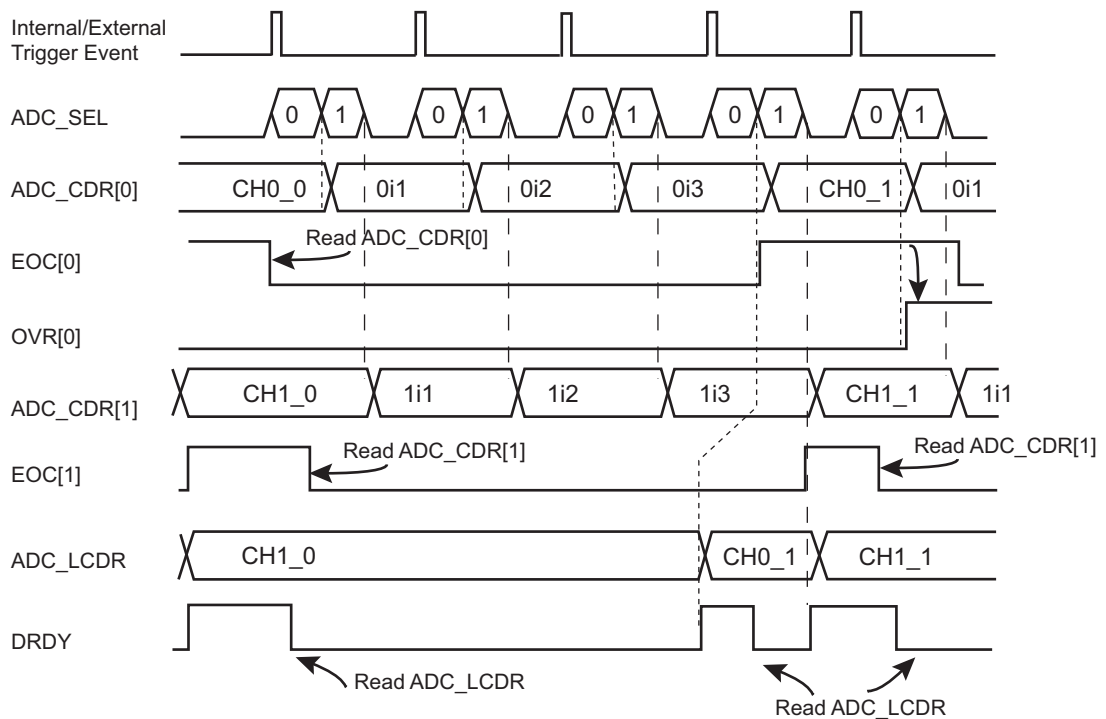 Internal/External
Trigger Event
ADC_SEL
0 1 0 1 0 1 0 1 0 1
ADC_CDR[0]
CH0_0 0i1 0i2 0i3 CH0_1 0i1
Read ADC_CDR[0]
EOC[0]
OVR[0]
ADC_CDR[1]
CH1_0 1i1 1i2 1i3 CH1_1 1i1
Read ADC_CDR[1] Read ADC_CDR[1]
EOC[1]
ADC_LCDR
CH1_0 CH0_1 CH1_1
DRDY
Read ADC_LCDR
Read ADC_LCDR